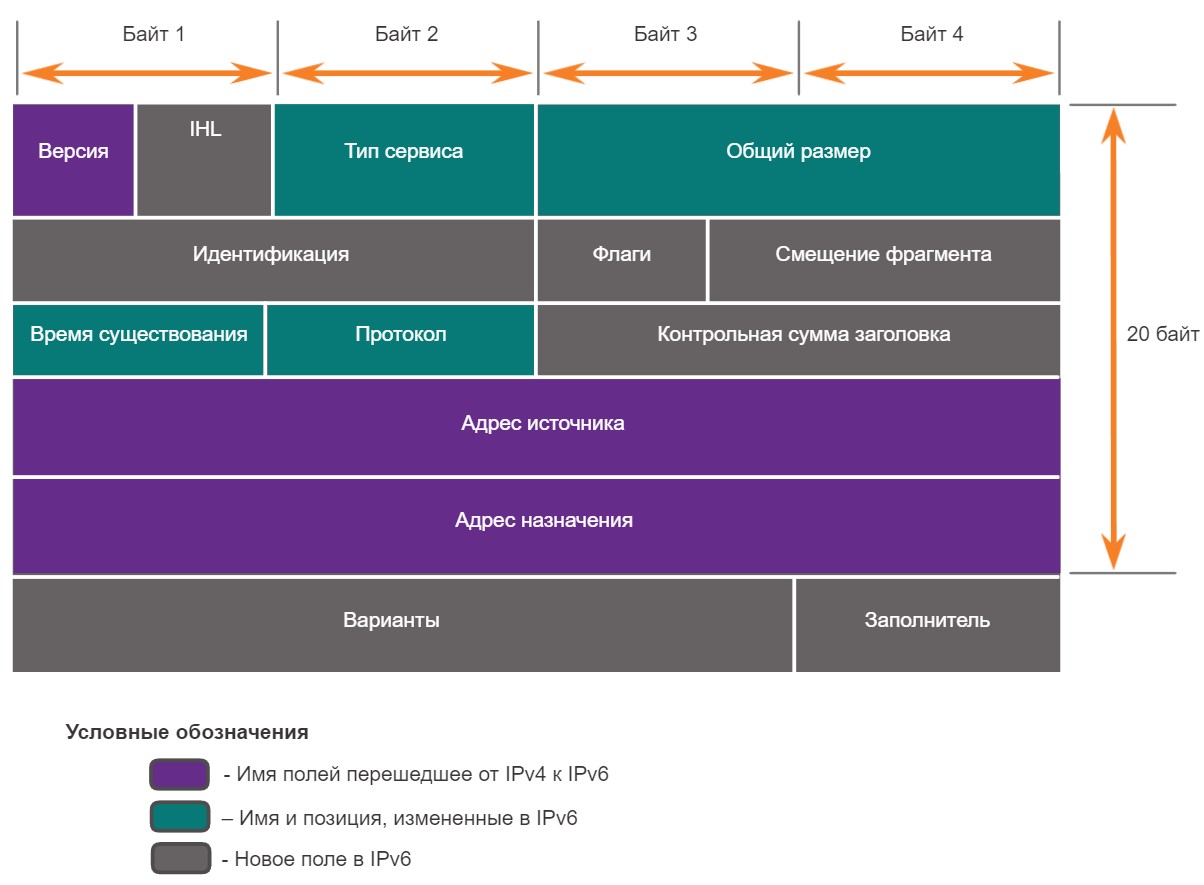 Байт 1
Байт 2
Байт 3
Байт 4
Версия
IHL
Тип сервиса
Общий размер
Идентификация
Флаги
Смещение фрагмента
Время существования
Протокол
Контрольная сумма заголовка
20 байт
Адрес источника
Адрес назначения
Варианты
Заполнитель
Условные обозначения
- Имя полей перешедшее от IPv4 к IPv6
– Имя и позиция, измененные в IPv6
- Новое поле в IPv6